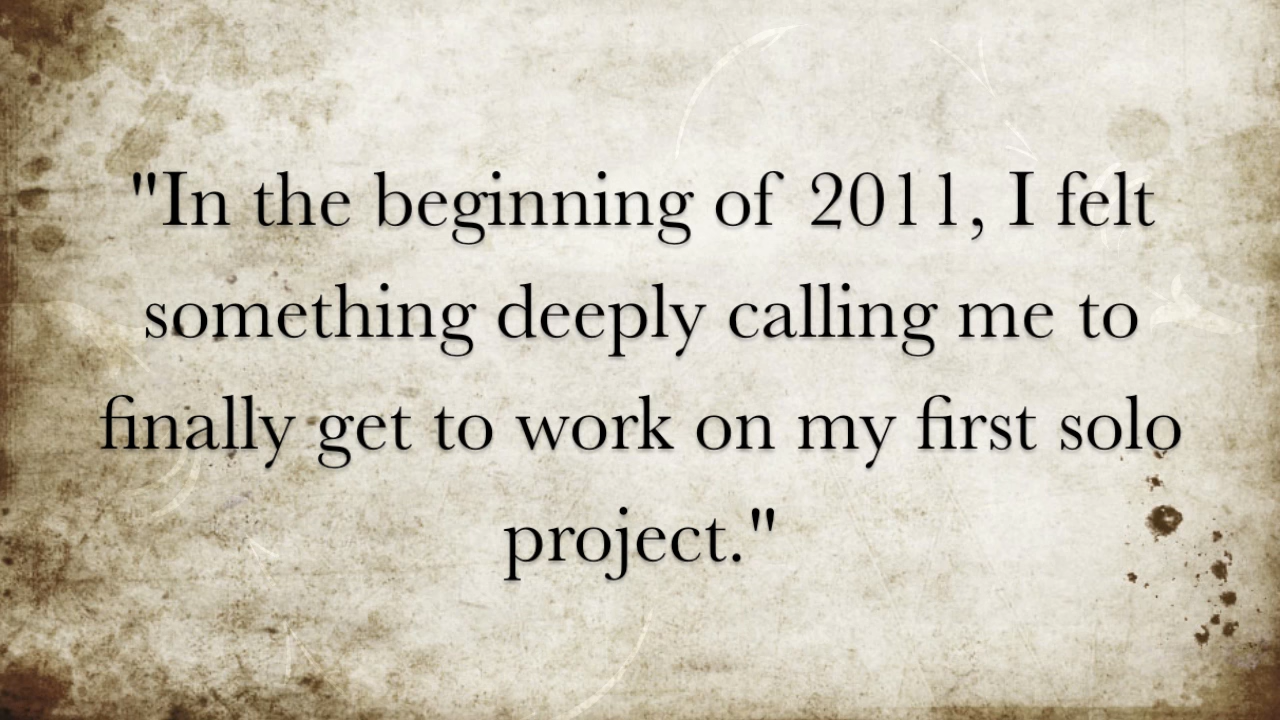 "In the beginning of 2011, I felt
something deeply calling me to
finally get to work on my first solo
project."